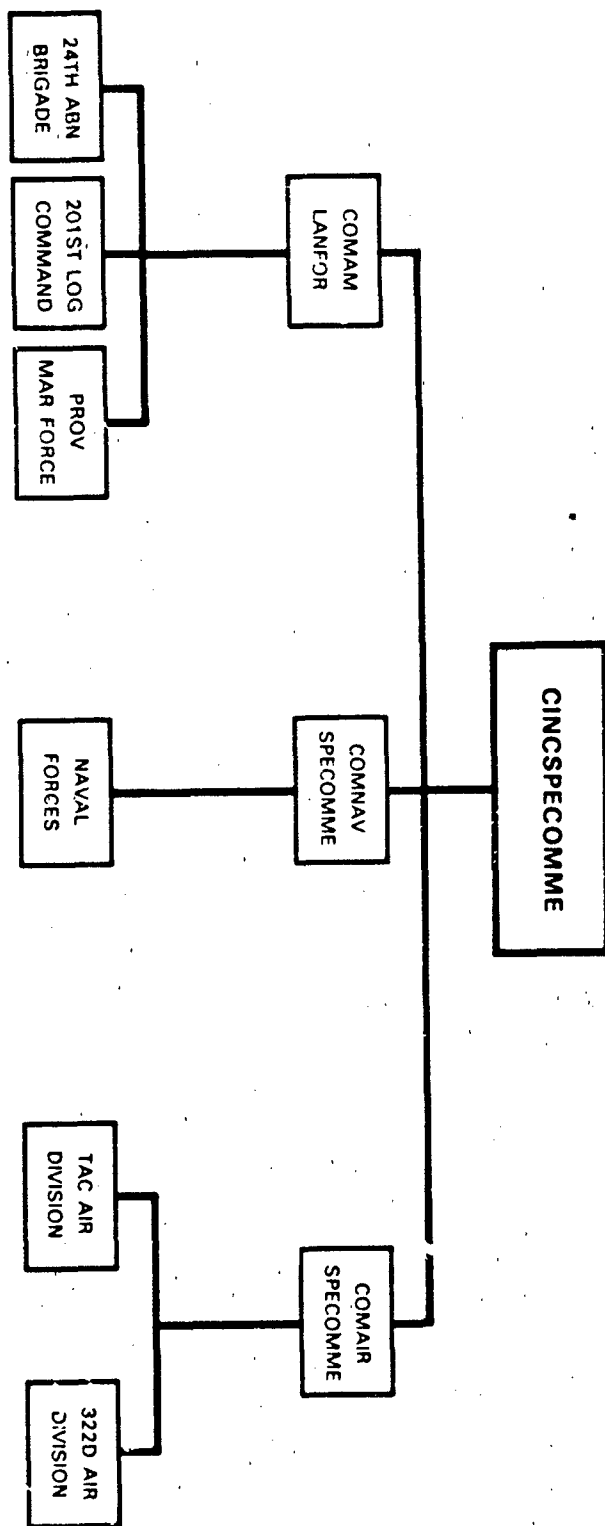 CINCSPECOMME
COMAM
LANFOR
COMNAV
SPECOMME
COMAIR
SPECOMME
24TH ABN
BRIGADE
201ST LOG
COMMAND
PROV
MAR FORCE
NAVAL
FORCES
TAC AIR
DIVISION
322D AIR
DIVISION